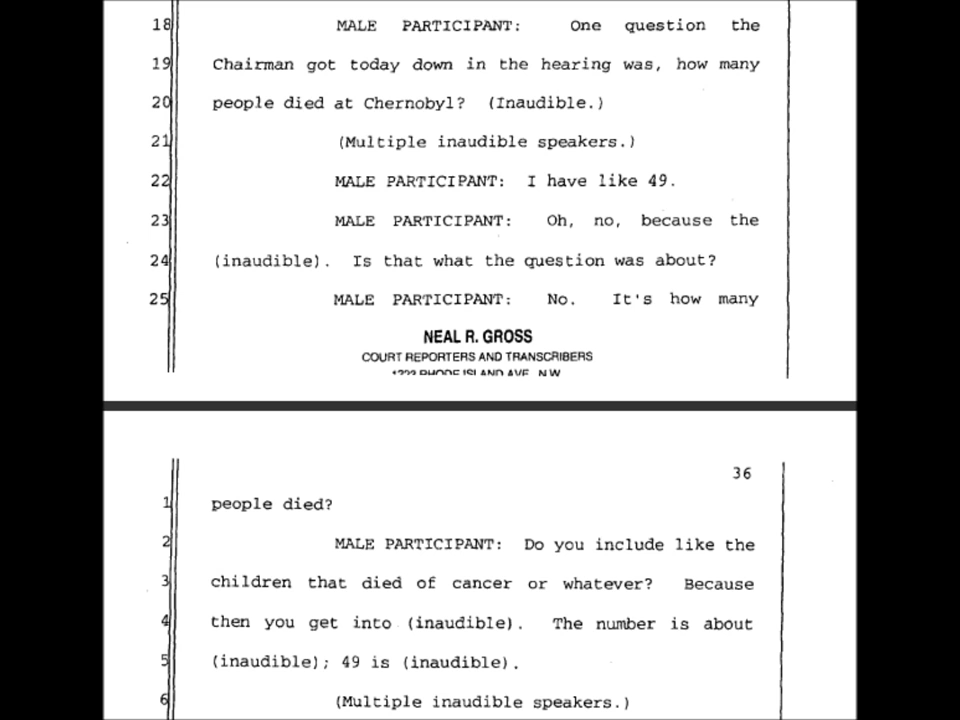 18 MALE PARTICIPANT: One question the
19 Chairman got today down in the hearing was, how many
20 people died at Chernobyl? (Inaudible.)
21 (Multiple inaudible speakers.)
22 MALE PARTICIPANT: I have like 49.
23 MALE PARTICIPANT: Oh, no, because the
24 (inaudible). Is that what the question was about?
25 MALE PARTICIPANT: No. It's how many
NEAL R. GROSS
COURT REPORTERS AND TRANSCRIBERS
1323 RHODE ISLAND AVE., N.W.
36
1 people died?
2 MALE PARTICIPANT: Do you include like the
3 children that died of cancer or whatever? Because
4 then you get into (inaudible). The number is about
5 (inaudible); 49 is (inaudible).
6 (Multiple inaudible speakers.)